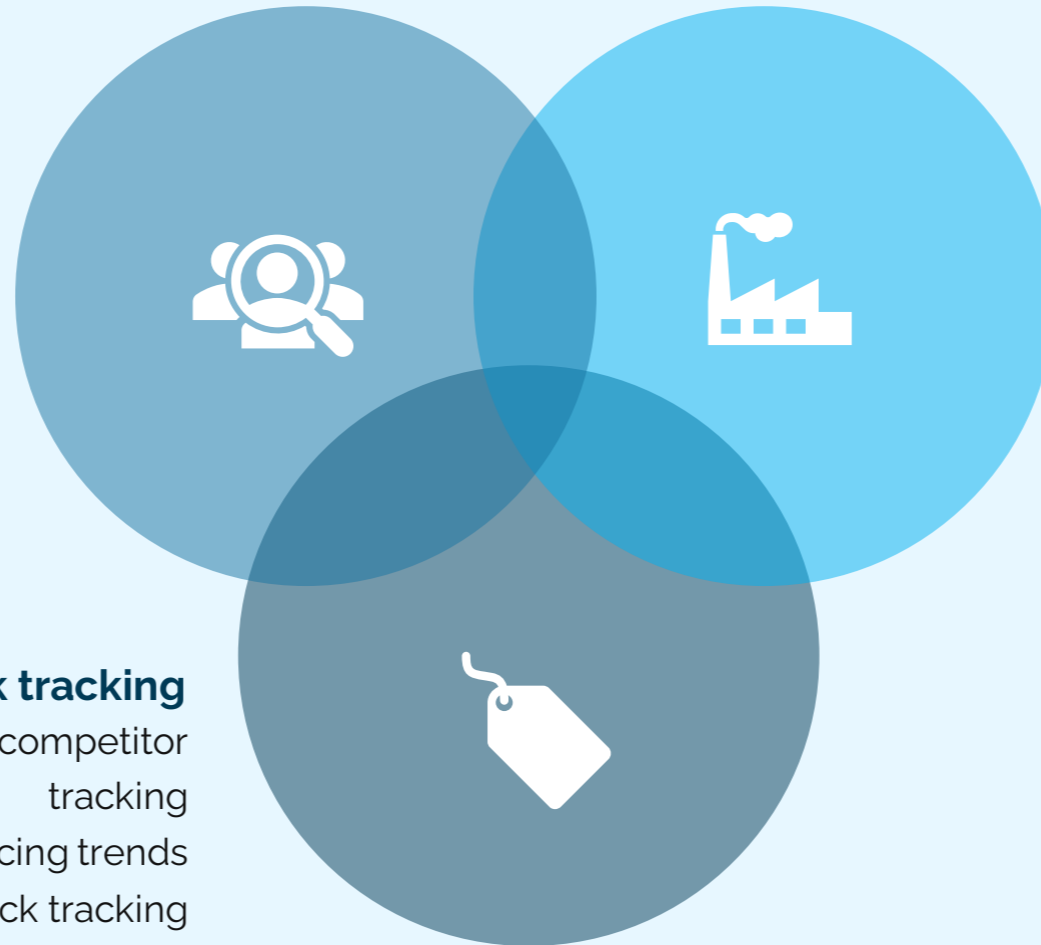 k tracking
competitor
tracking
cing trends
ck tracking